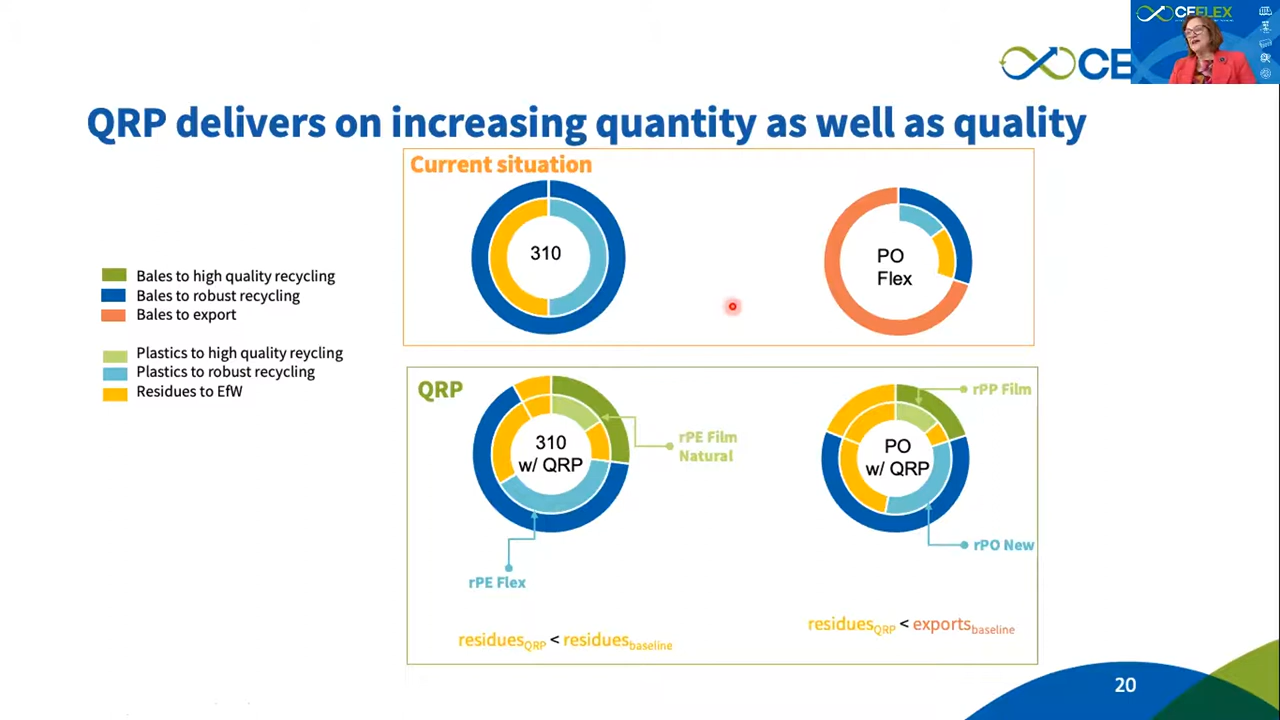 CEFLEX
CE
QRP delivers on increasing quantity as well as quality
Current situation
310
PO
Flex
Bales to high quality recycling
Bales to robust recycling
Bales to export
Plastics to high quality reycling
Plastics to robust recycling
Residues to EfW
QRP
310
w/ QRP
rPE Film
Natural
rPE Flex
residuesQRP < residuesbaseline
PO
w/ QRP
rPP Film
rPO New
residuesQRP < exportsbaseline
20